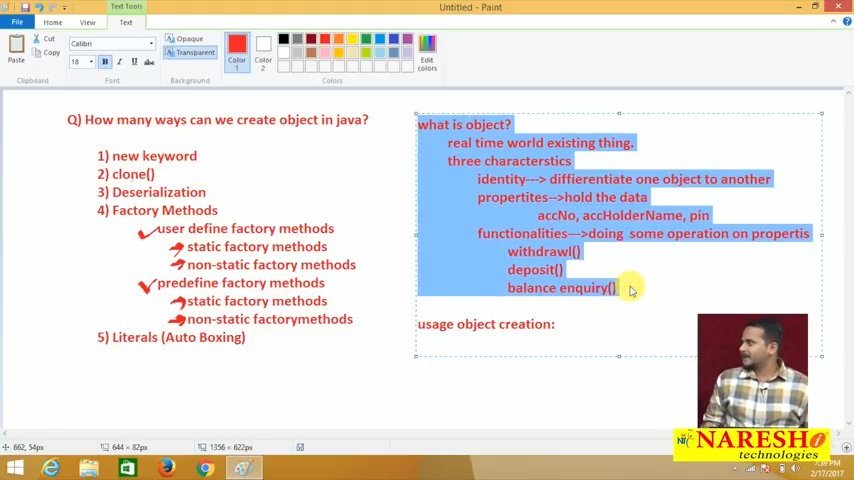 Untitled - Paint
Text Tools
File
Home
View
Text
Paste
Cut
Copy
Clipboard
Calibri
18
B
I
U
abc
Font
Opaque
Transparent
Background
Color
1
Color
2
Edit
colors
Colors
Q) How many ways can we create object in java?
1) new keyword
2) clone()
3) Deserialization
4) Factory Methods
user define factory methods
static factory methods
non-static factory methods
predefine factory methods
static factory methods
non-static factorymethods
5) Literals (Auto Boxing)
what is object?
real time world existing thing.
three characterstics
identity---> diffierentiate one object to another
propertites-->hold the data
accNo, accHolderName, pin
functionalities--->doing some operation on propertis
withdrawl()
deposit()
balance enquiry()
usage object creation:
NARESH i
technologies
662, 54px
644 × 82px
1356 × 622px
7:39 PM
2/17/2017